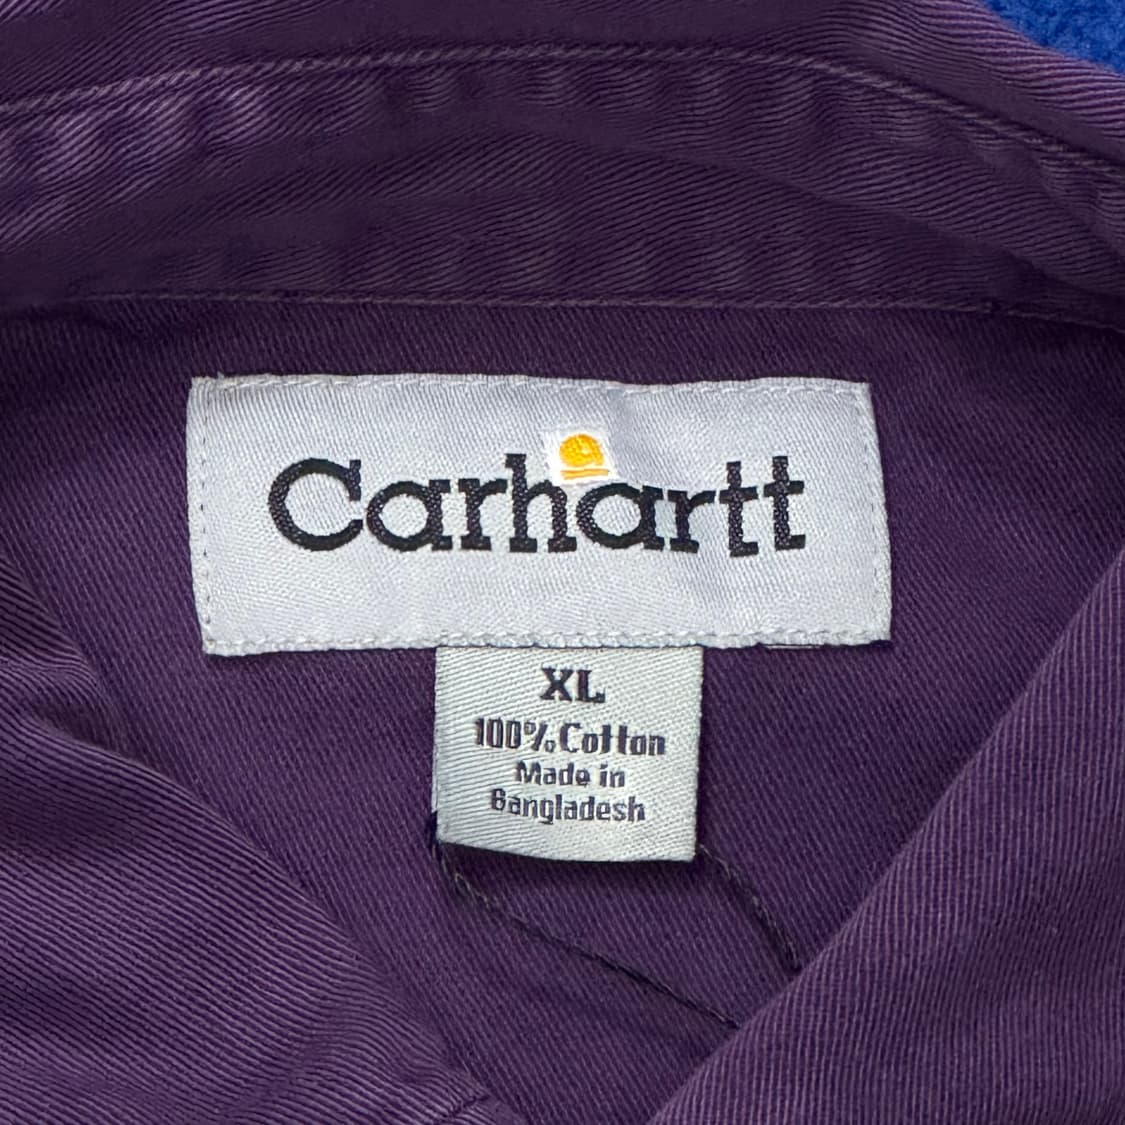 Carhartt
XL
100% Cotton
Made in
Bangladesh